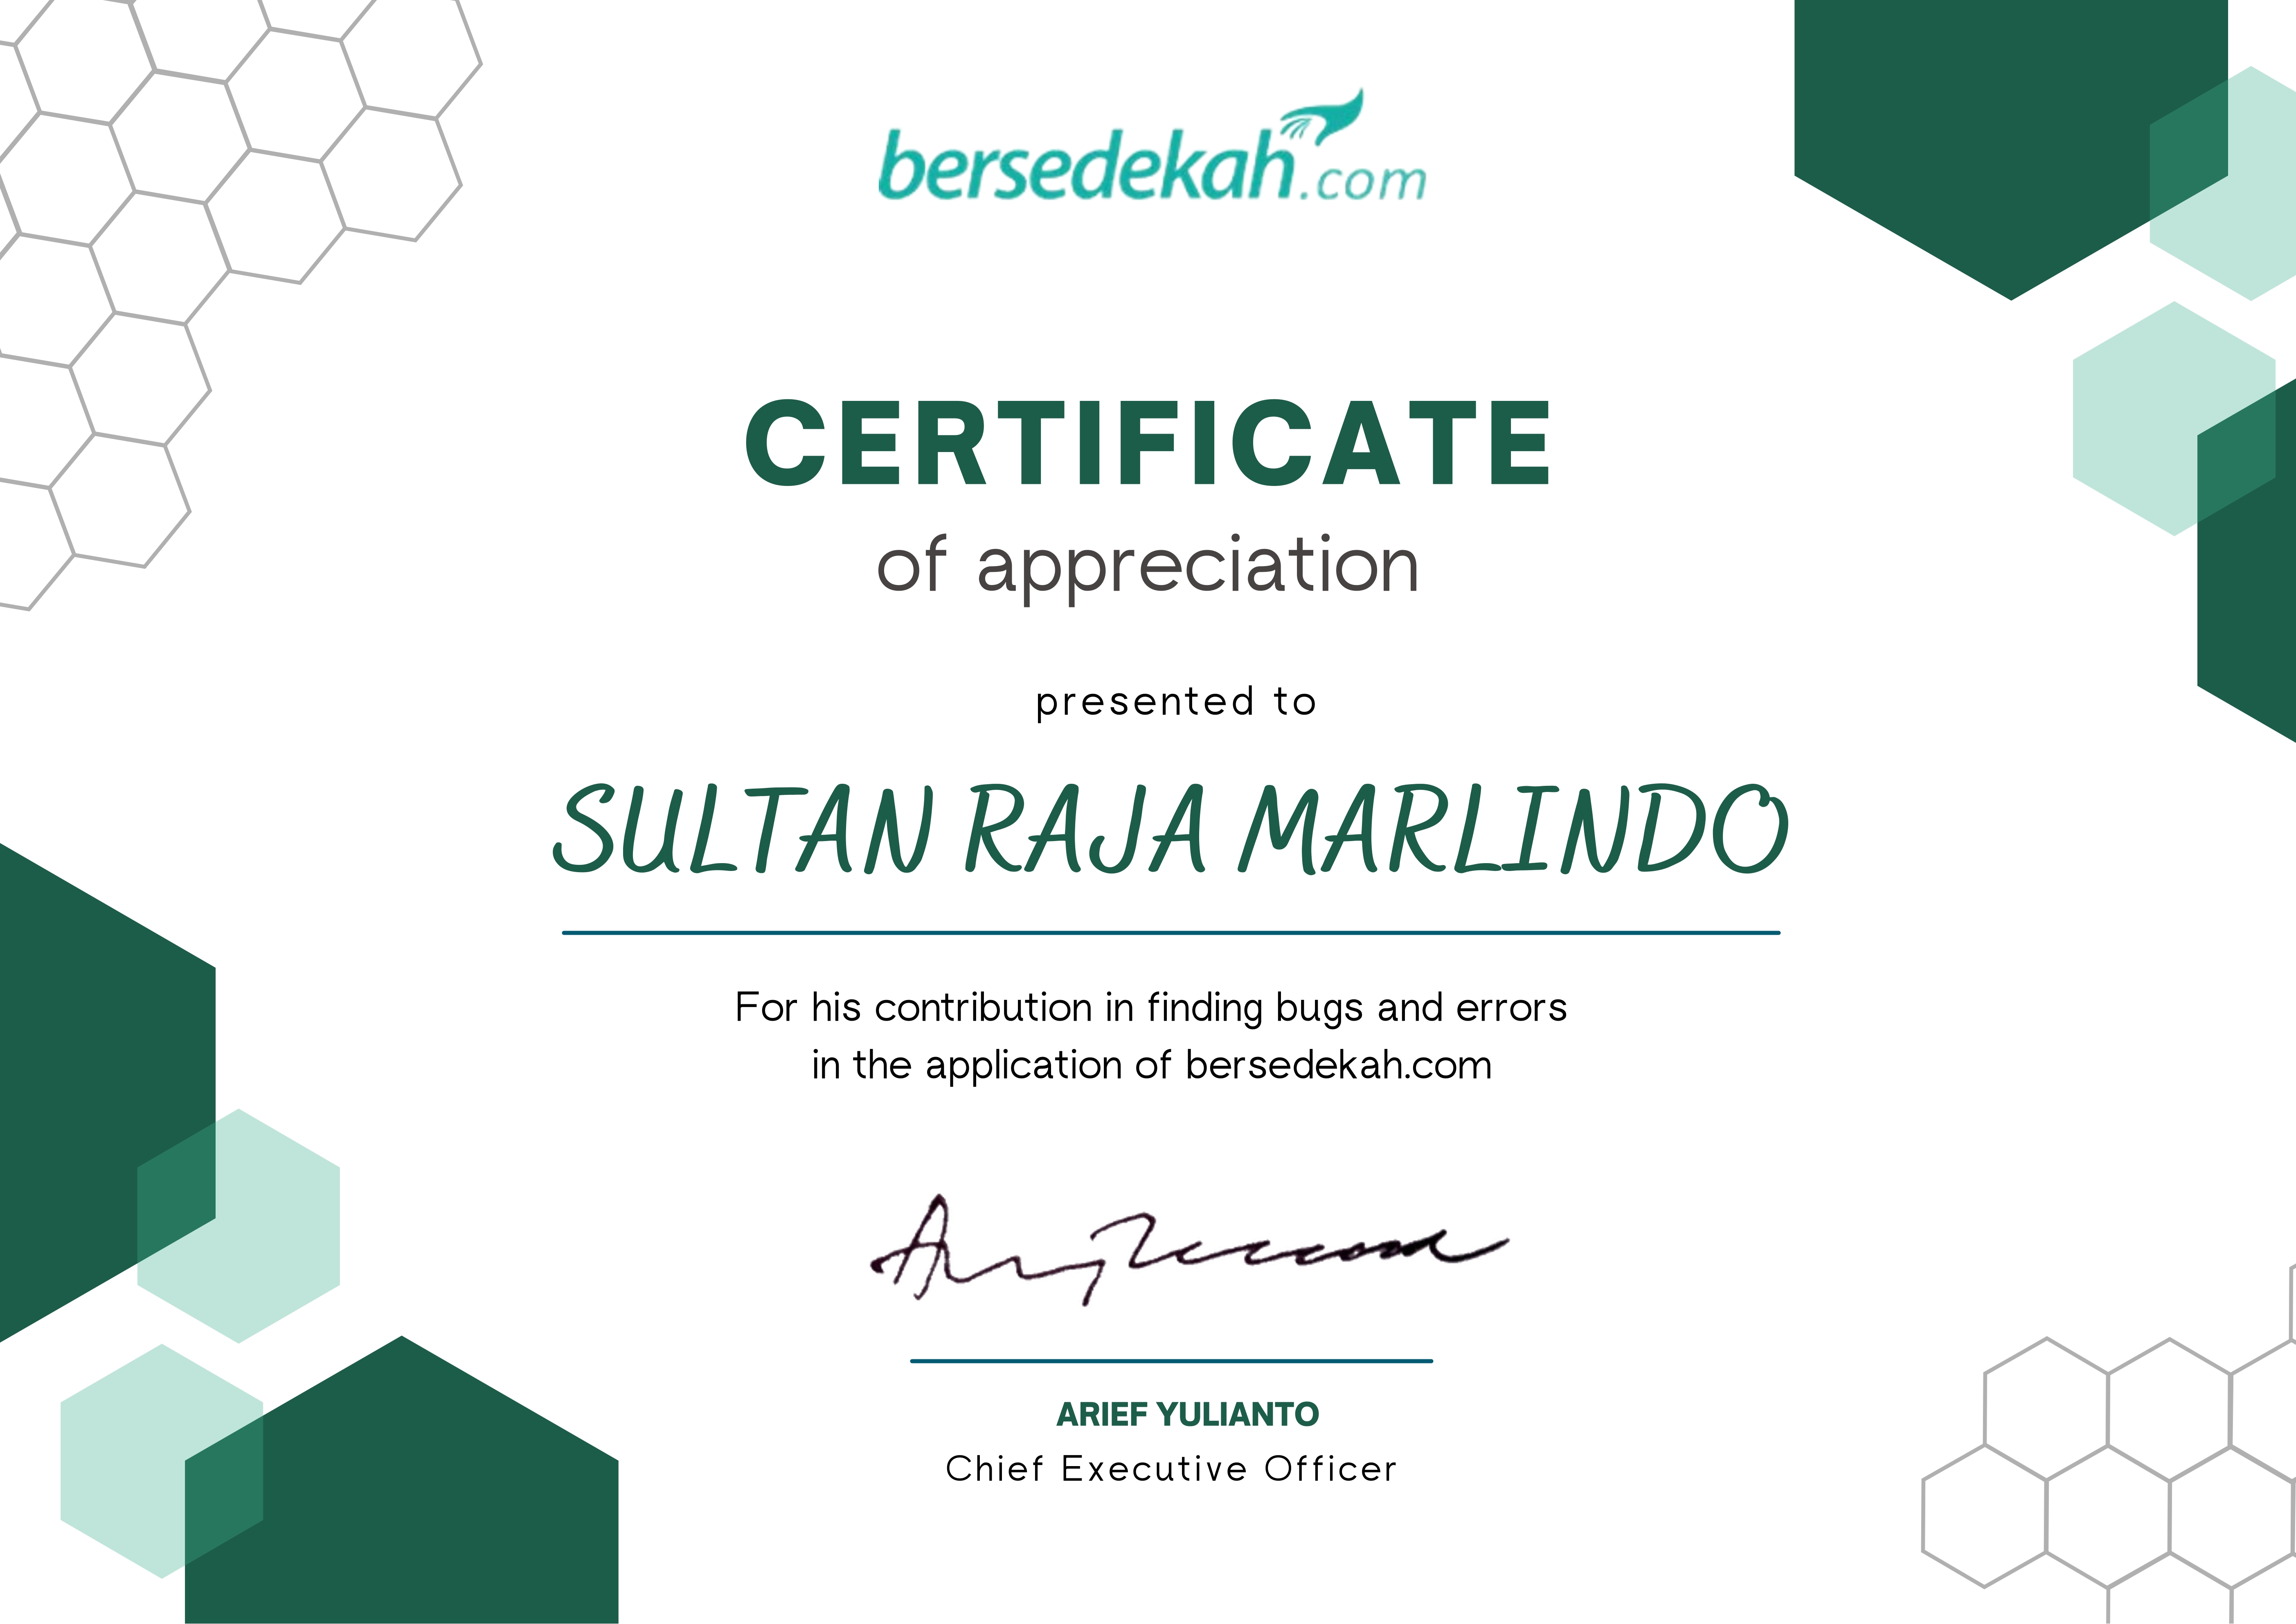 bersedekah.com
CERTIFICATE
of appreciation
presented to
SULTAN RAJA MARLINDO
For his contribution in finding bugs and errors
in the application of bersedekah.com
ARIEF YULIANTO
Chief Executive Officer